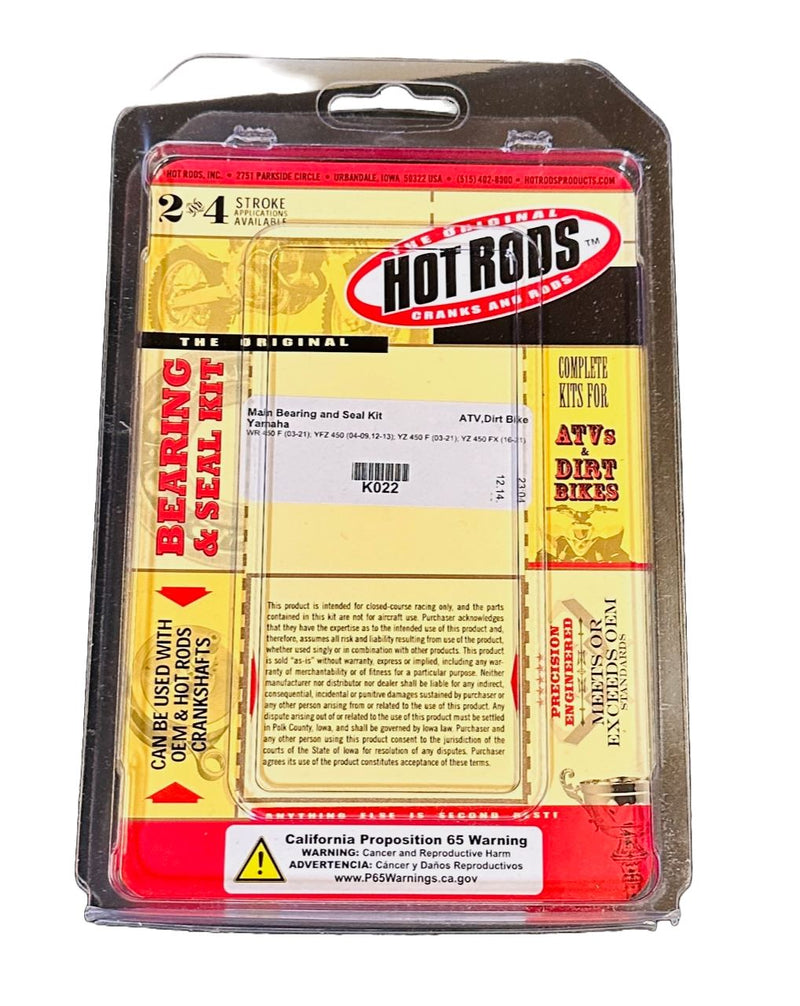 HOT RODS, INC. • 2751 PARKSIDE CIRCLE • URBANDALE, IOWA, 50322 USA • (515) 402-8000 • HOTRODSPRODUCTS.COM
2 AND 4 STROKE
APPLICATIONS
AVAILABLE
THE ORIGINAL
HOT RODS™
CRANKS AND RODS
THE ORIGINAL
BEARING
& SEAL KIT
COMPLETE
KITS FOR
ATVs
&
DIRT
BIKES
Main Bearing and Seal Kit ATV,Dirt Bike
Yamaha
WR 450 F (03-21); YFZ 450 (04-09,12-13); YZ 450 F (03-21); YZ 450 FX (16-21)
K022
12.14.
23:04
This product is intended for closed-course racing only, and the parts
contained in this kit are not for aircraft use. Purchaser acknowledges
that they have the expertise as to the intended use of this product and,
therefore, assumes all risk and liability resulting from use of the product,
whether used singly or in combination with other products. This product
is sold "as-is" without warranty, express or implied, including any war-
ranty of merchantability or of fitness for a particular purpose. Neither
manufacturer nor distributor nor dealer shall be liable for any indirect,
consequential, incidental or punitive damages sustained by purchaser or
any other person arising from or related to the use of this product. Any
dispute arising out of or related to the use of this product must be settled
in Polk County, Iowa, and shall be governed by Iowa law. Purchaser and
any other person using this product consent to the jurisdiction of the
courts of the State of Iowa for resolution of any disputes. Purchaser
agrees its use of the product constitutes acceptance of these terms.
CAN BE USED WITH
OEM & HOT RODS
CRANKSHAFTS
PRECISION
ENGINEERED
MEETS OR
EXCEEDS OEM
STANDARDS
ANYTHING ELSE IS SECOND BEST!
California Proposition 65 Warning
WARNING: Cancer and Reproductive Harm
ADVERTENCIA: Cáncer y Daños Reproductivos
www.P65Warnings.ca.gov